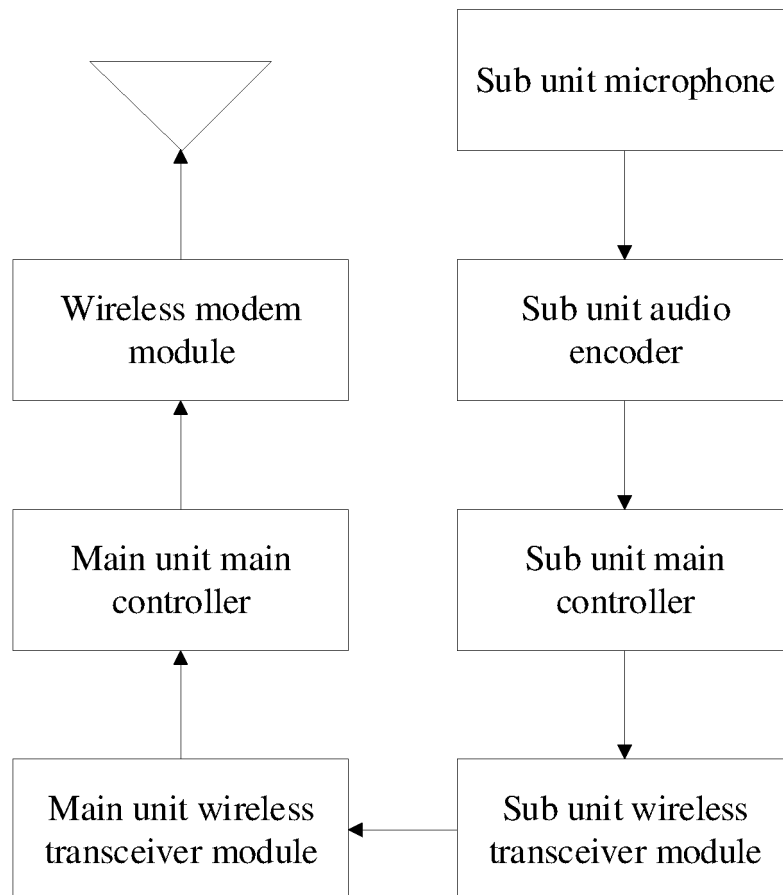 Sub unit microphone
Wireless modem
module
Sub unit audio
encoder
Main unit main
controller
Sub unit main
controller
Main unit wireless
transceiver module
Sub unit wireless
transceiver module